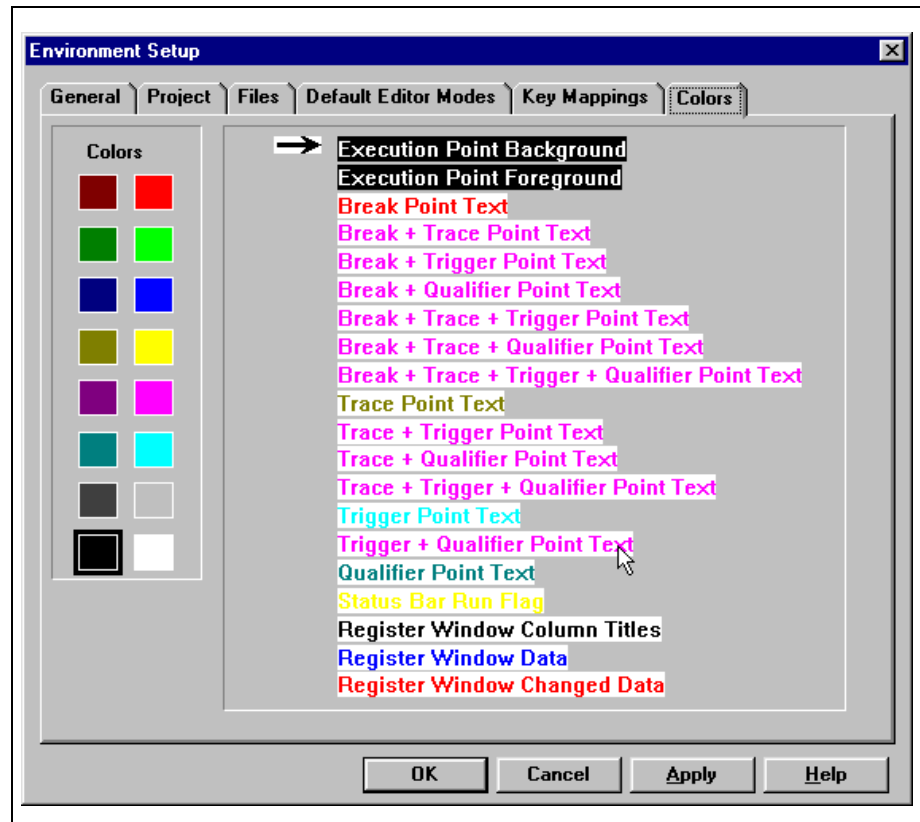 Environment Setup
General Project Files Default Editor Modes Key Mappings Colors
Colors
Execution Point Background
Execution Point Foreground
Break Point Text
Break + Trace Point Text
Break + Trigger Point Text
Break + Qualifier Point Text
Break + Trace + Trigger Point Text
Break + Trace + Qualifier Point Text
Break + Trace + Trigger + Qualifier Point Text
Trace Point Text
Trace + Trigger Point Text
Trace + Qualifier Point Text
Trace + Trigger + Qualifier Point Text
Trigger Point Text
Trigger + Qualifier Point Text
Qualifier Point Text
Status Bar Run Flag
Register Window Column Titles
Register Window Data
Register Window Changed Data
OK Cancel Apply Help